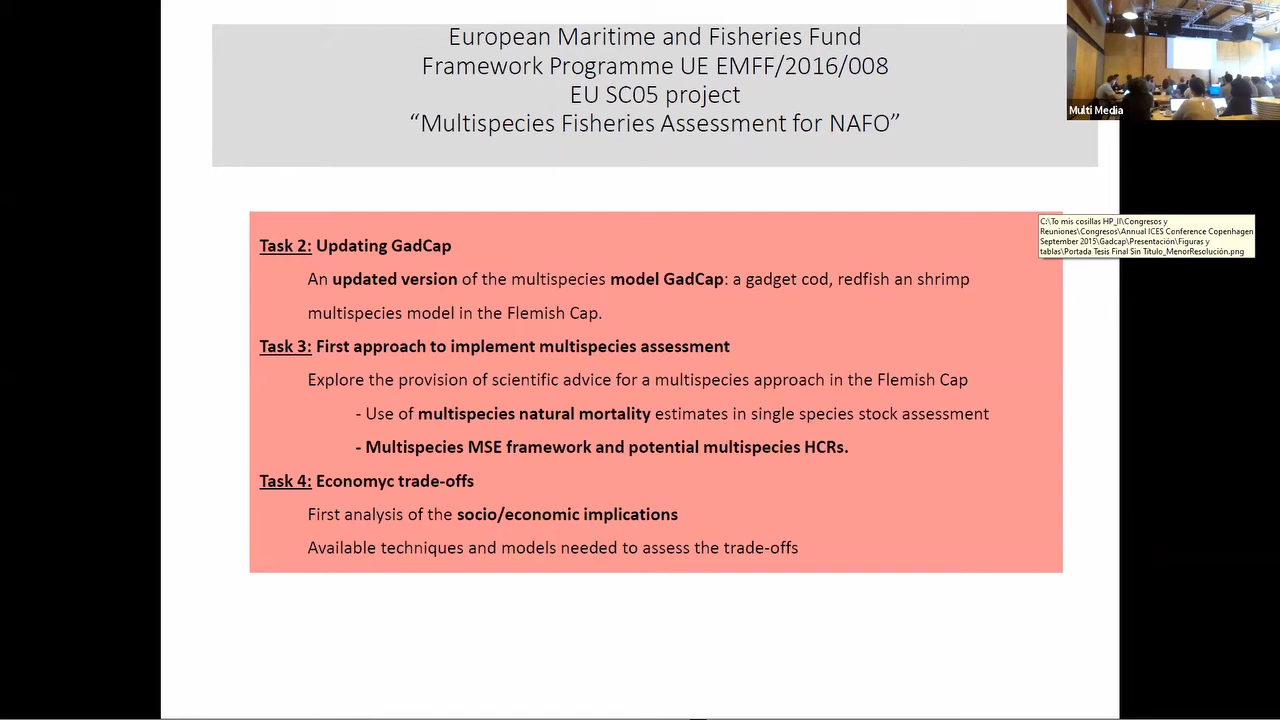 European Maritime and Fisheries Fund
Framework Programme UE EMFF/2016/008
EU SC05 project
“Multispecies Fisheries Assessment for NAFO”
Multi Media
C:\To mis cosillas HP_II\Congresos y
Reuniones\Congresos\Annual ICES Conference Copenhagen
September 2015\Gadcap\Presentación\Figuras y
tablas\Portada Tesis Final Sin Título_MenorResolución.png
Task 2: Updating GadCap
An updated version of the multispecies model GadCap: a gadget cod, redfish an shrimp
multispecies model in the Flemish Cap.
Task 3: First approach to implement multispecies assessment
Explore the provision of scientific advice for a multispecies approach in the Flemish Cap
- Use of multispecies natural mortality estimates in single species stock assessment
- Multispecies MSE framework and potential multispecies HCRs.
Task 4: Economyc trade-offs
First analysis of the socio/economic implications
Available techniques and models needed to assess the trade-offs